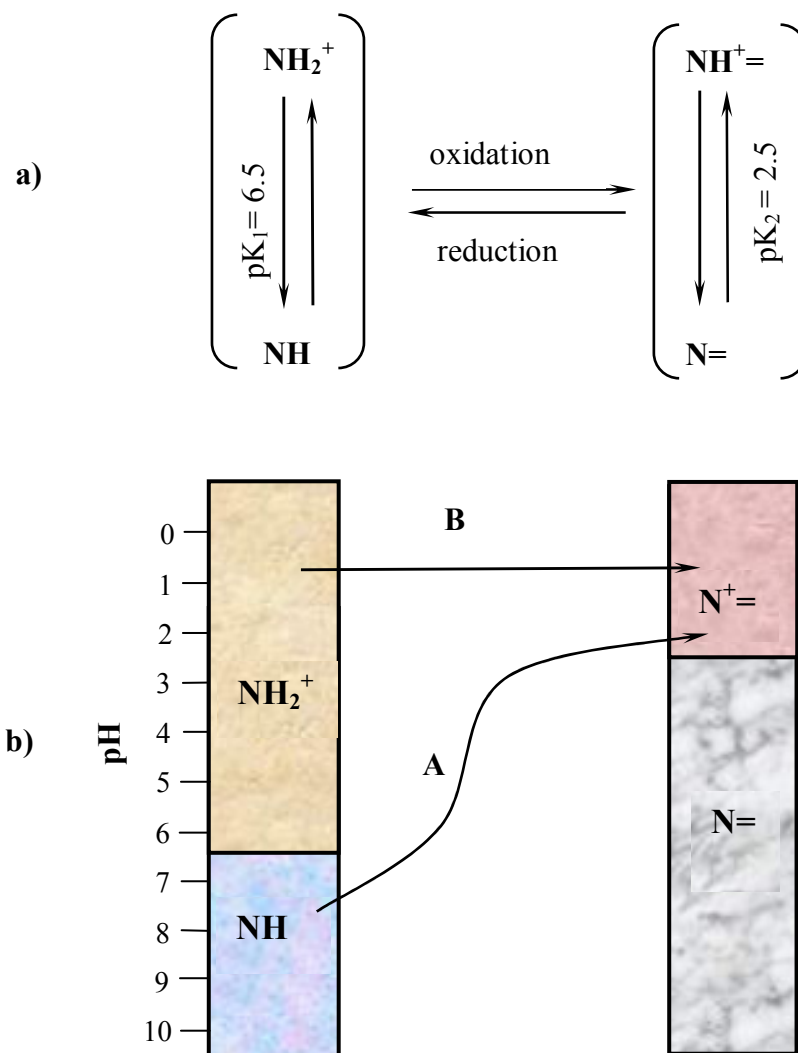 a)
NH₂⁺
pK₁= 6.5
NH
oxidation
reduction
NH⁺=
pK₂= 2.5
N=
b)
pH
0
1
2
3
4
5
6
7
8
9
10
NH₂⁺
NH
B
A
N⁺=
N=